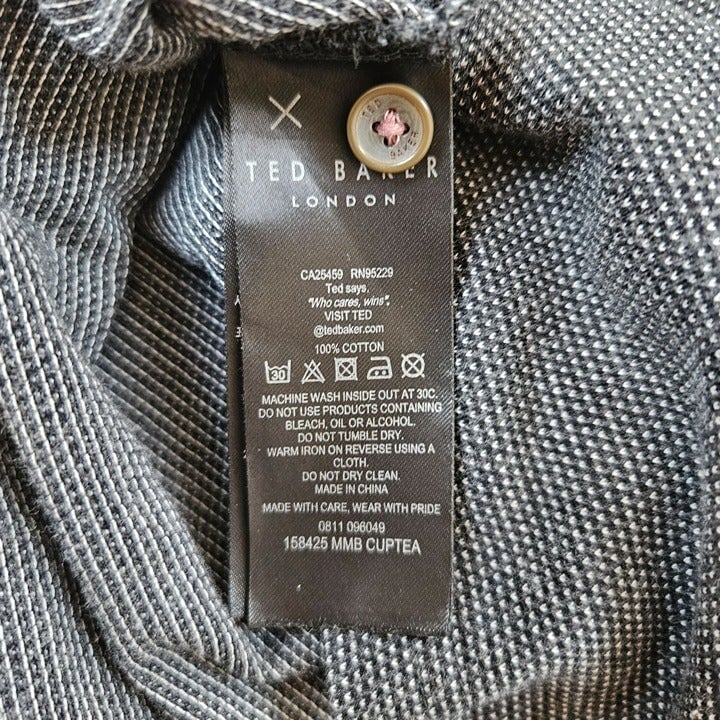 TED BAKER
TED BAKER
LONDON
CA25459 RN95229
Ted says,
"Who cares, wins".
VISIT TED
@tedbaker.com
100% COTTON
30
MACHINE WASH INSIDE OUT AT 30C.
DO NOT USE PRODUCTS CONTAINING
BLEACH, OIL OR ALCOHOL.
DO NOT TUMBLE DRY.
WARM IRON ON REVERSE USING A
CLOTH.
DO NOT DRY CLEAN.
MADE IN CHINA
MADE WITH CARE, WEAR WITH PRIDE
0811 096049
158425 MMB CUPTEA